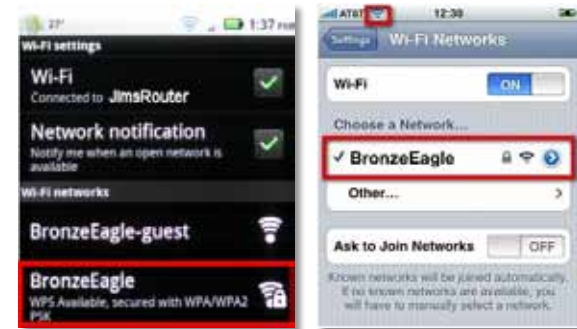 27°
1:37 PM
Wi-Fi settings
Wi-Fi
Connected to JimsRouter
Network notification
Notify me when an open network is
available
Wi-Fi networks
BronzeEagle-guest
BronzeEagle
WPS Available, secured with WPA/WPA2
PSK
AT&T
12:30
Settings
Wi-Fi Networks
Wi-Fi
ON
Choose a Network...
✓ BronzeEagle
Other...
Ask to Join Networks
OFF
Known networks will be joined automatically.
If no known networks are available, you
will have to manually select a network.